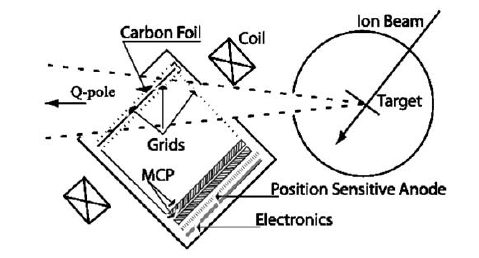 Ion Beam
Carbon Foil
Coil
Q-pole
Target
Grids
MCP
Position Sensitive Anode
Electronics